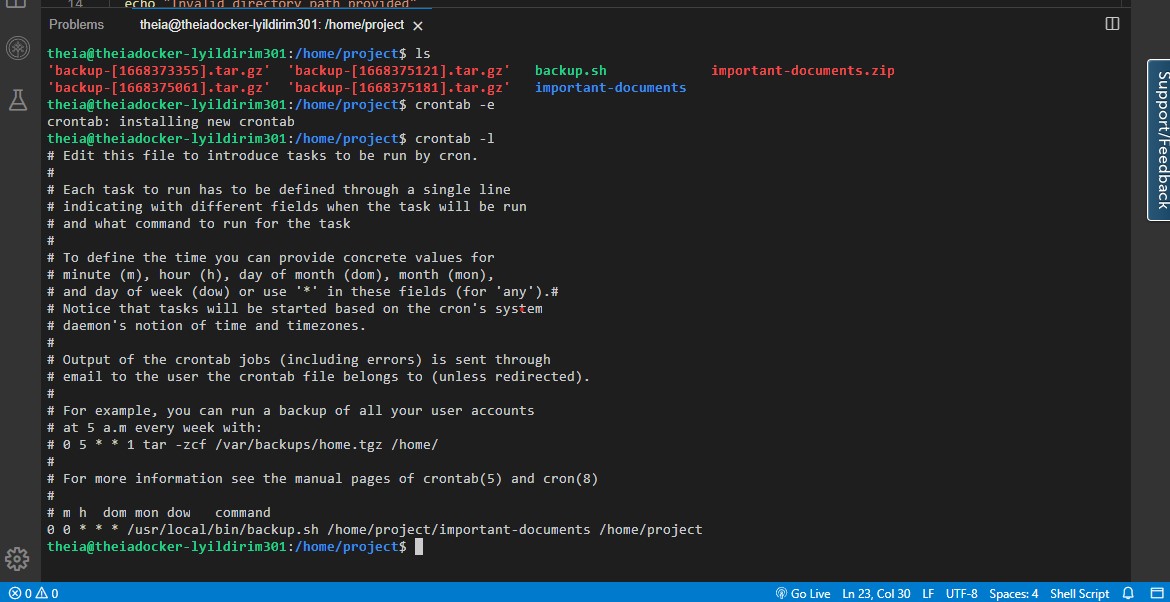 14 echo "Invalid directory path provided"
Problems theia@theiadocker-lyildirim301: /home/project ×
theia@theiadocker-lyildirim301:/home/project$ ls
'backup-[1668373355].tar.gz' 'backup-[1668375121].tar.gz' backup.sh important-documents.zip
'backup-[1668375061].tar.gz' 'backup-[1668375181].tar.gz' important-documents
theia@theiadocker-lyildirim301:/home/project$ crontab -e
crontab: installing new crontab
theia@theiadocker-lyildirim301:/home/project$ crontab -l
# Edit this file to introduce tasks to be run by cron.
#
# Each task to run has to be defined through a single line
# indicating with different fields when the task will be run
# and what command to run for the task
#
# To define the time you can provide concrete values for
# minute (m), hour (h), day of month (dom), month (mon),
# and day of week (dow) or use '*' in these fields (for 'any').#
# Notice that tasks will be started based on the cron's system
# daemon's notion of time and timezones.
#
# Output of the crontab jobs (including errors) is sent through
# email to the user the crontab file belongs to (unless redirected).
#
# For example, you can run a backup of all your user accounts
# at 5 a.m every week with:
# 0 5 * * 1 tar -zcf /var/backups/home.tgz /home/
#
# For more information see the manual pages of crontab(5) and cron(8)
#
# m h  dom mon dow   command
0 0 * * * /usr/local/bin/backup.sh /home/project/important-documents /home/project
theia@theiadocker-lyildirim301:/home/project$
Support/Feedback
0 0 Go Live Ln 23, Col 30 LF UTF-8 Spaces: 4 Shell Script